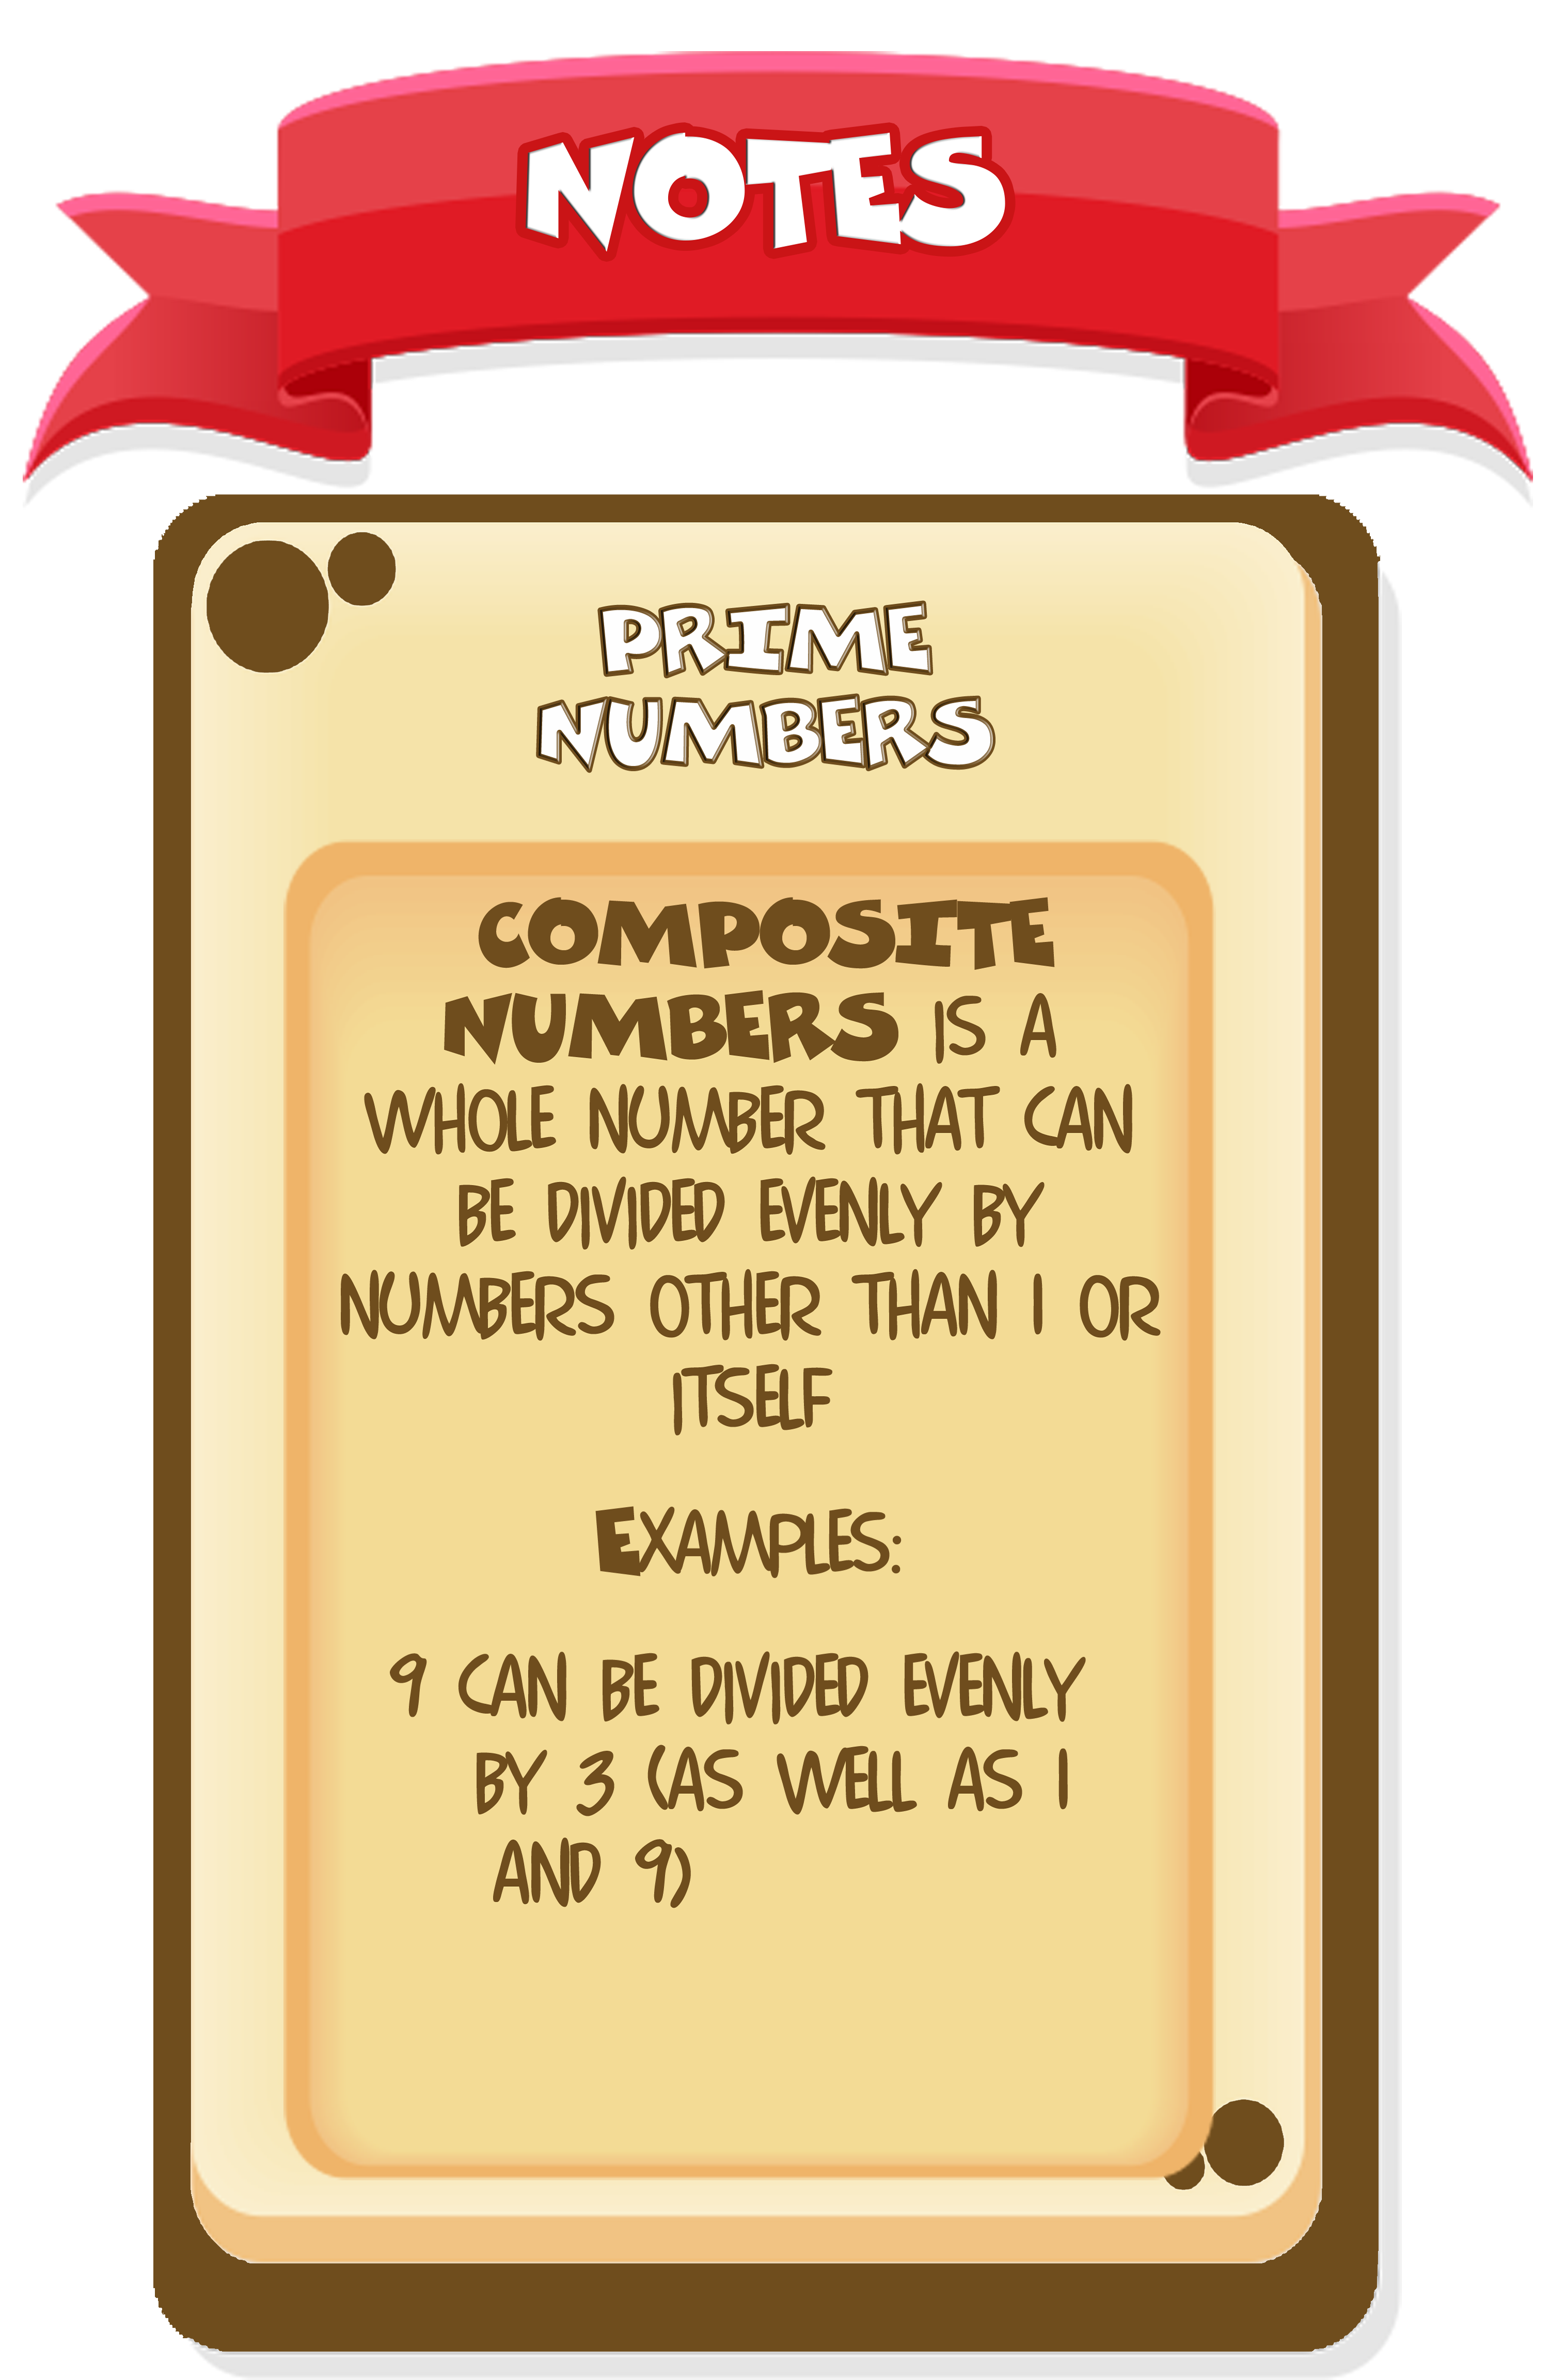 NOTES
PRIME
NUMBERS
COMPOSITE
NUMBERS IS A
WHOLE NUMBER THAT CAN
BE DIVIDED EVENLY BY
NUMBERS OTHER THAN 1 OR
ITSELF
EXAMPLES:
9 CAN BE DIVIDED EVENLY
BY 3 (AS WELL AS 1
AND 9)